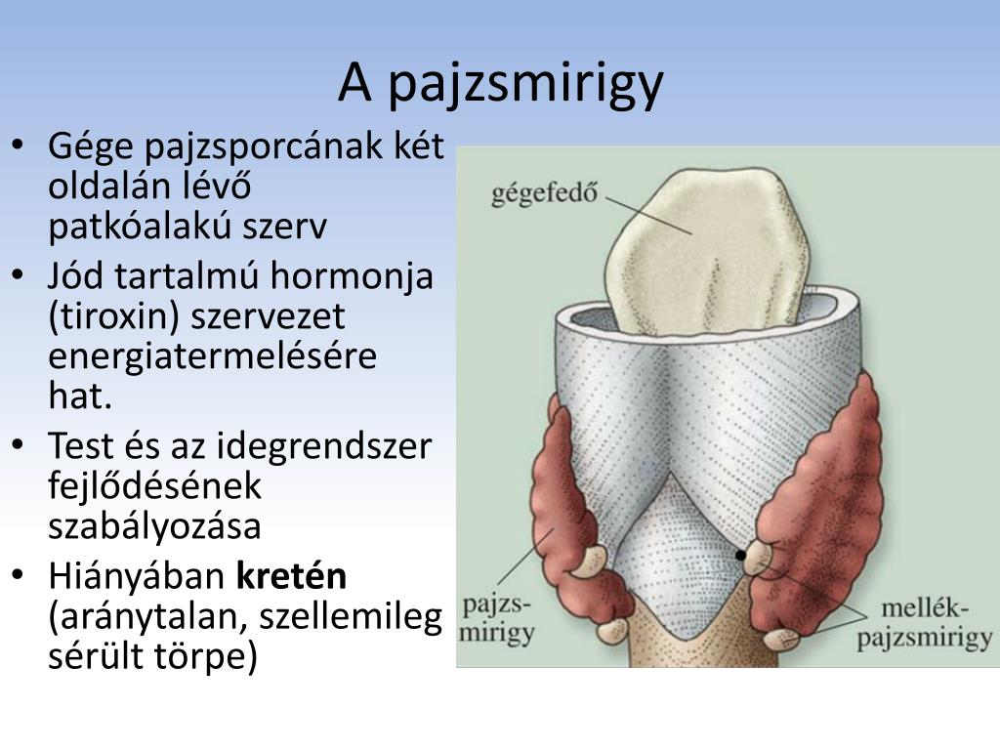 A pajzsmirigy
• Gége pajzsporcának két
oldalán lévő
patkóalakú szerv
• Jód tartalmú hormonja
(tiroxin) szervezet
energiatermelésére
hat.
• Test és az idegrendszer
fejlődésének
szabályozása
• Hiányában kretén
(aránytalan, szellemileg
sérült törpe)
gégefedő
pajzs-
mirigy
mellék-
pajzsmirigy